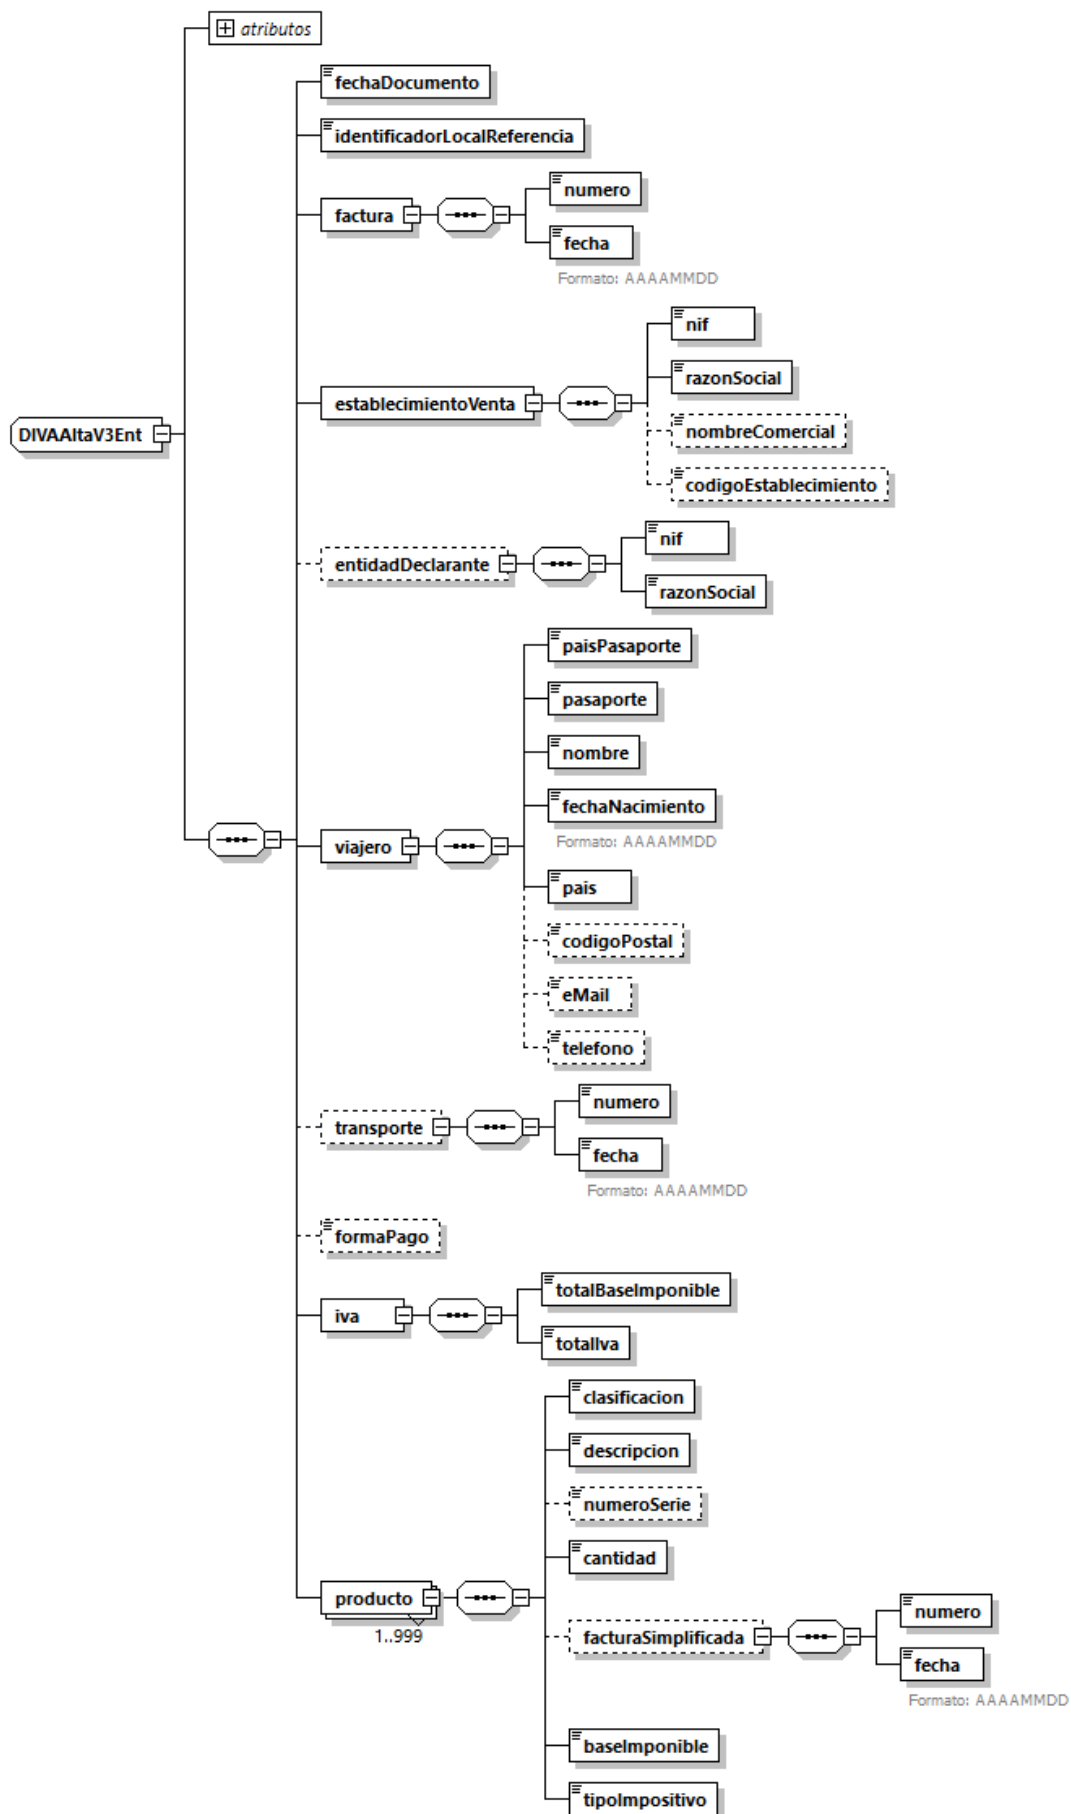 atributos
fechaDocumento
identificadorLocalReferencia
numero
factura
fecha
Formato: AAAAMMDD
nif
razonSocial
establecimientoVenta
nombreComercial
DIVAAltaV3Ent
codigoEstablecimiento
nif
entidadDeclarante
razonSocial
paisPasaporte
pasaporte
nombre
fechaNacimiento
Formato: AAAAMMDD
viajero
pais
codigoPostal
eMail
telefono
numero
transporte
fecha
Formato: AAAAMMDD
formaPago
totalBaseImponible
iva
totalIva
clasificacion
descripcion
numeroSerie
cantidad
producto
1..999
numero
facturaSimplificada
fecha
Formato: AAAAMMDD
baseImponible
tipoImpositivo